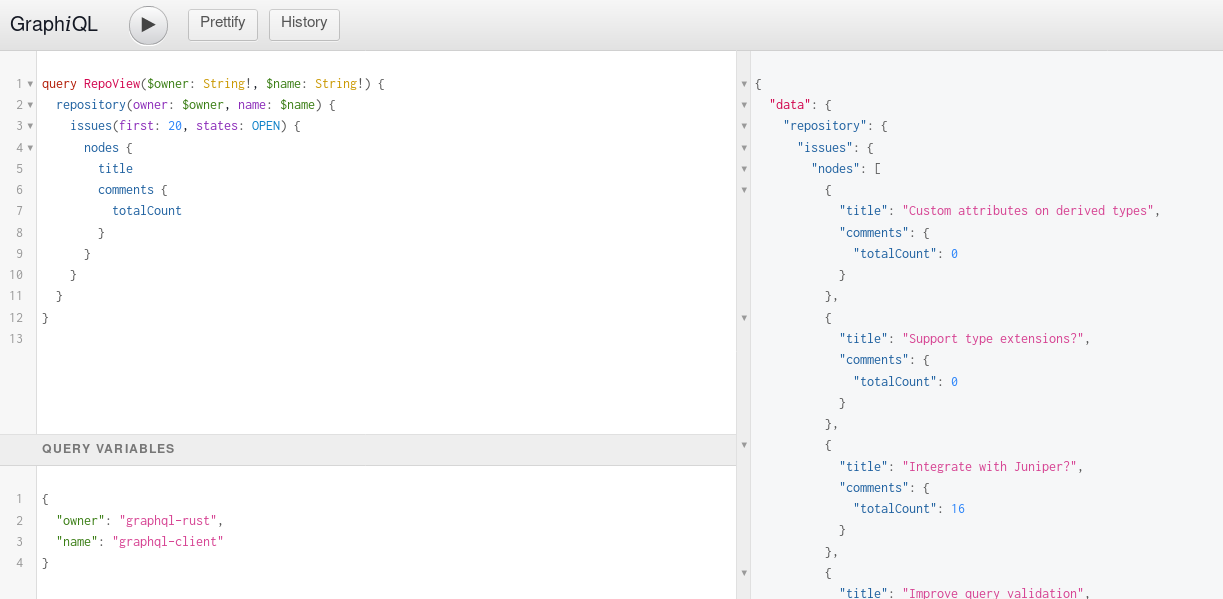 GraphiQL
Prettify
History
1 query RepoView($owner: String!, $name: String!) {
2   repository(owner: $owner, name: $name) {
3     issues(first: 20, states: OPEN) {
4       nodes {
5         title
6         comments {
7           totalCount
8         }
9       }
10     }
11   }
12 }
13
QUERY VARIABLES
1 {
2   "owner": "graphql-rust",
3   "name": "graphql-client"
4 }
{
  "data": {
    "repository": {
      "issues": {
        "nodes": [
          {
            "title": "Custom attributes on derived types",
            "comments": {
              "totalCount": 0
            }
          },
          {
            "title": "Support type extensions?",
            "comments": {
              "totalCount": 0
            }
          },
          {
            "title": "Integrate with Juniper?",
            "comments": {
              "totalCount": 16
            }
          },
          {
            "title": "Improve query validation",